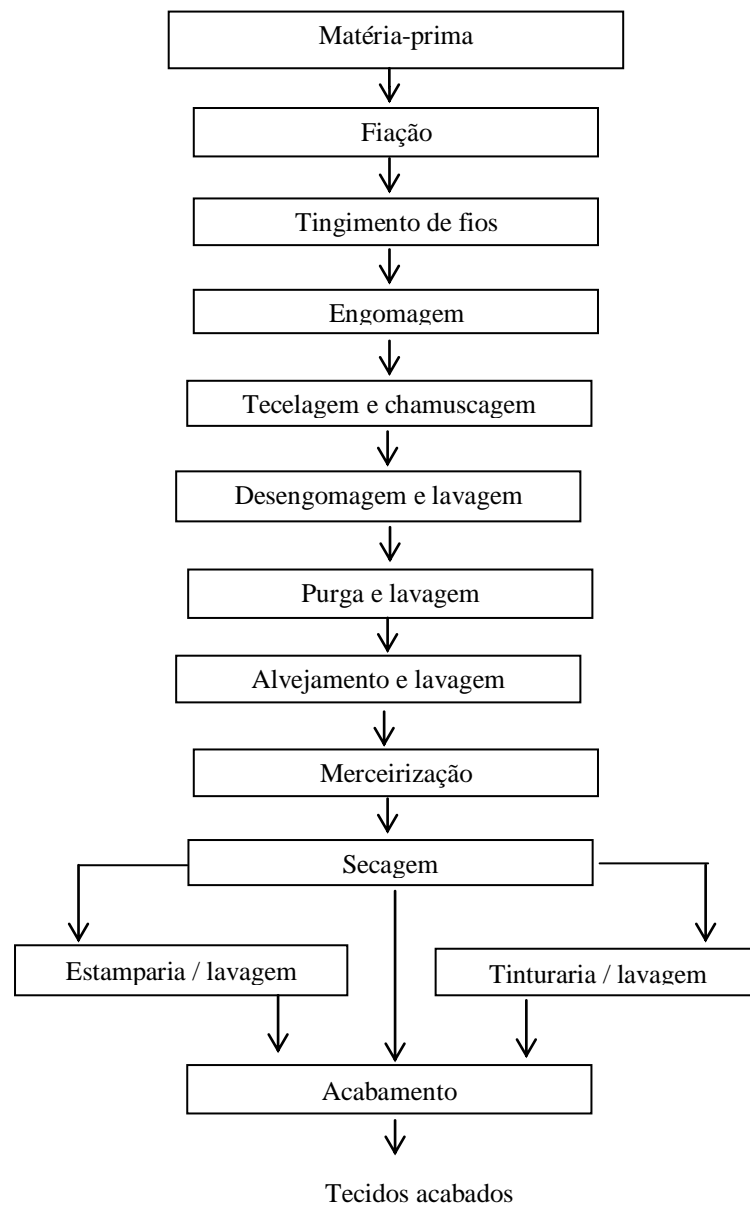 Matéria-prima
Fiação
Tingimento de fios
Engomagem
Tecelagem e chamuscagem
Desengomagem e lavagem
Purga e lavagem
Alvejamento e lavagem
Merceirização
Secagem
Estamparia / lavagem
Tinturaria / lavagem
Acabamento
Tecidos acabados